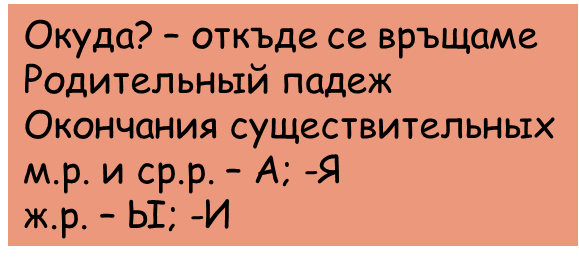 Окуда? – откъде се връщаме
Родительный падеж
Окончания существительных
м.р. и ср.р. – А; -Я
ж.р. – Ы; -И